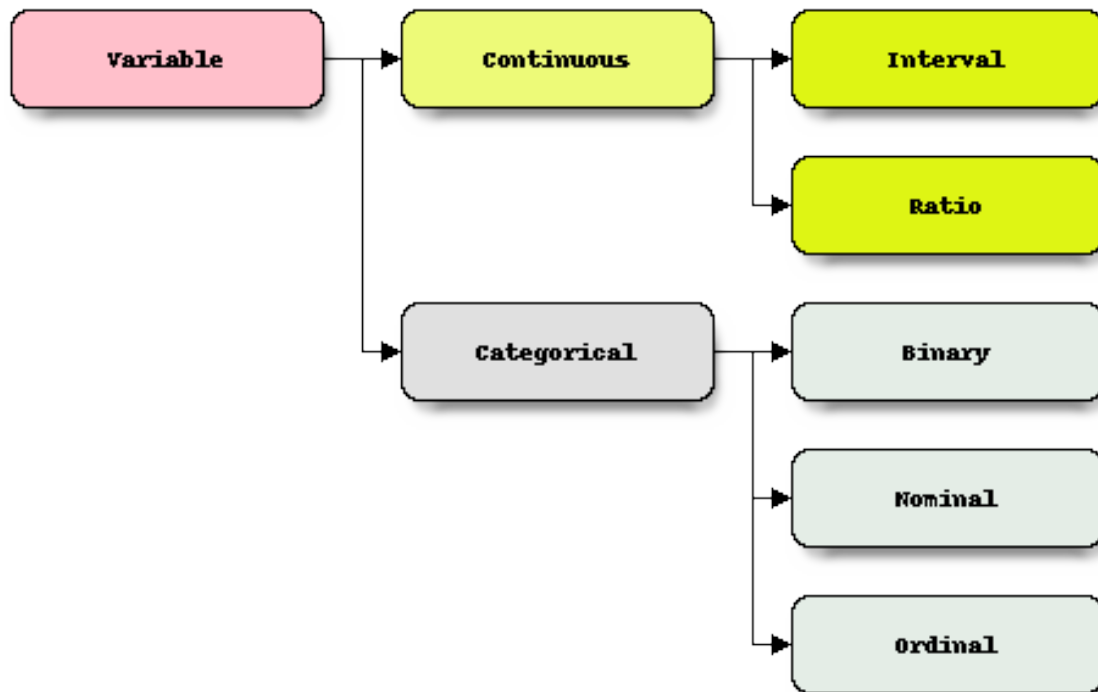 Variable
Continuous
Interval
Ratio
Categorical
Binary
Nominal
Ordinal